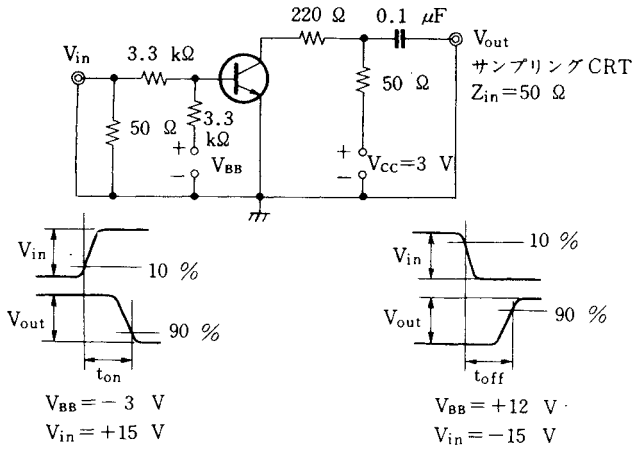 220 Ω 0.1 μF
Vin 3.3 kΩ Vout
サンプリングCRT
Zin=50 Ω
50 Ω 3.3 kΩ 50 Ω
+ VBB −
+ VCC=3 V −
Vin 10 %
Vout 90 %
ton
VBB=− 3 V
Vin=+15 V
Vin 10 %
Vout 90 %
toff
VBB=+12 V
Vin=−15 V